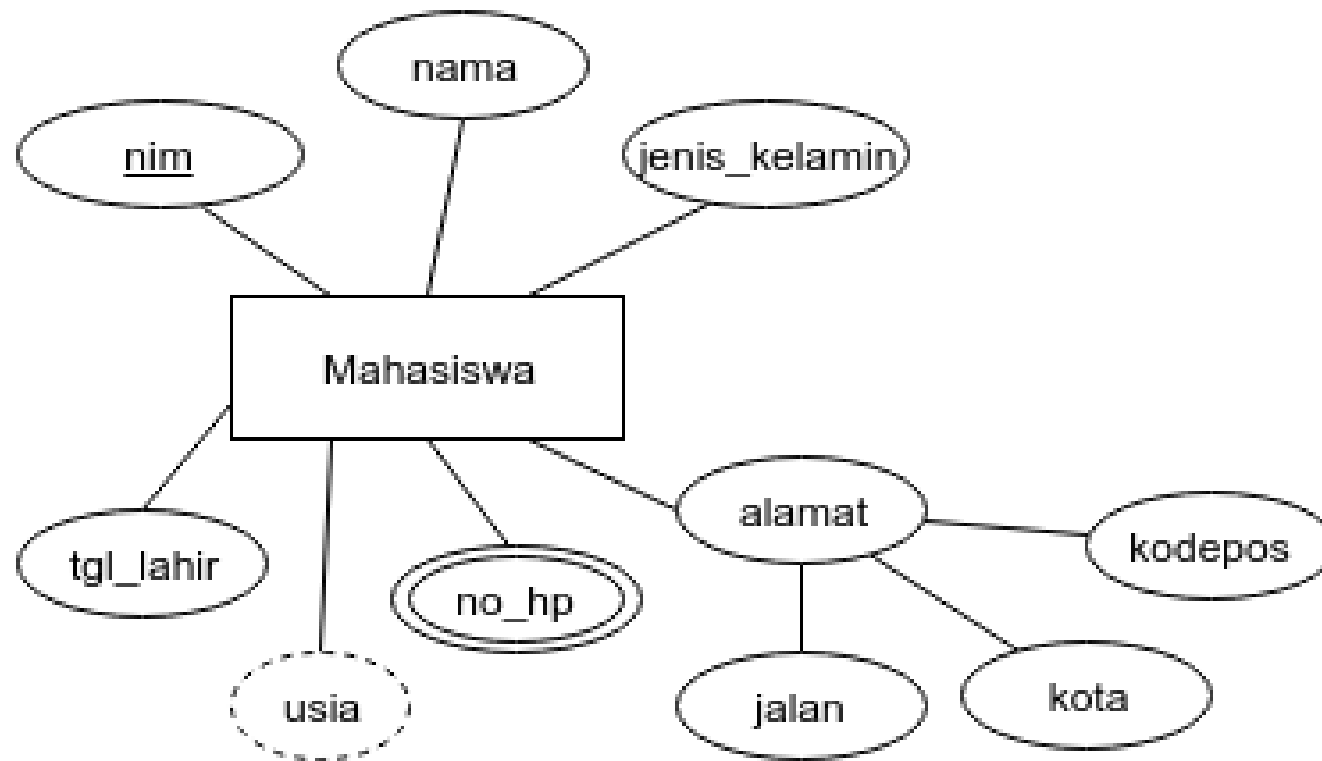 nama
nim
jenis_kelamin
Mahasiswa
alamat
kodepos
tgl_lahir
no_hp
kota
usia
jalan